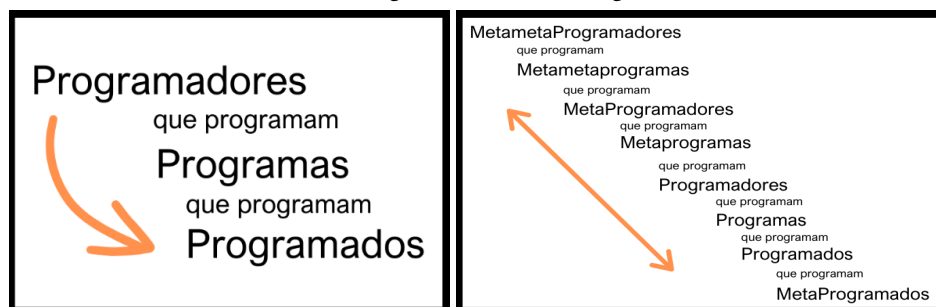 Programadores
que programam
Programas
que programam
Programados
MetametaProgramadores
que programam
Metametaprogramas
que programam
MetaProgramadores
que programam
Metaprogramas
que programam
Programadores
que programam
Programas
que programam
Programados
que programam
MetaProgramados